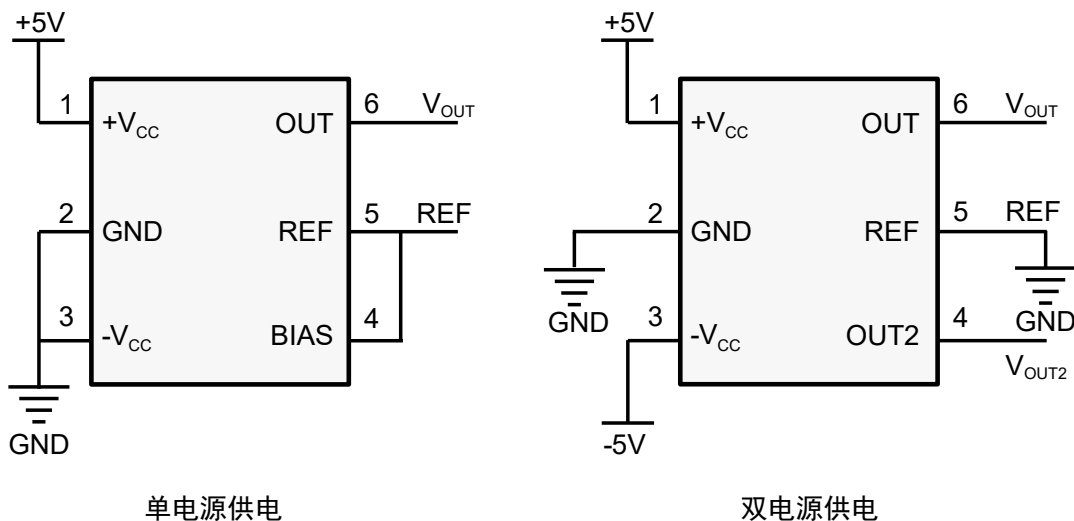 +5V
1
+VCC
OUT
6
VOUT
2
GND
REF
5
REF
3
-VCC
BIAS
4
GND
单电源供电
+5V
1
+VCC
OUT
6
VOUT
2
GND
REF
5
REF
GND
GND
3
-VCC
OUT2
4
VOUT2
-5V
双电源供电